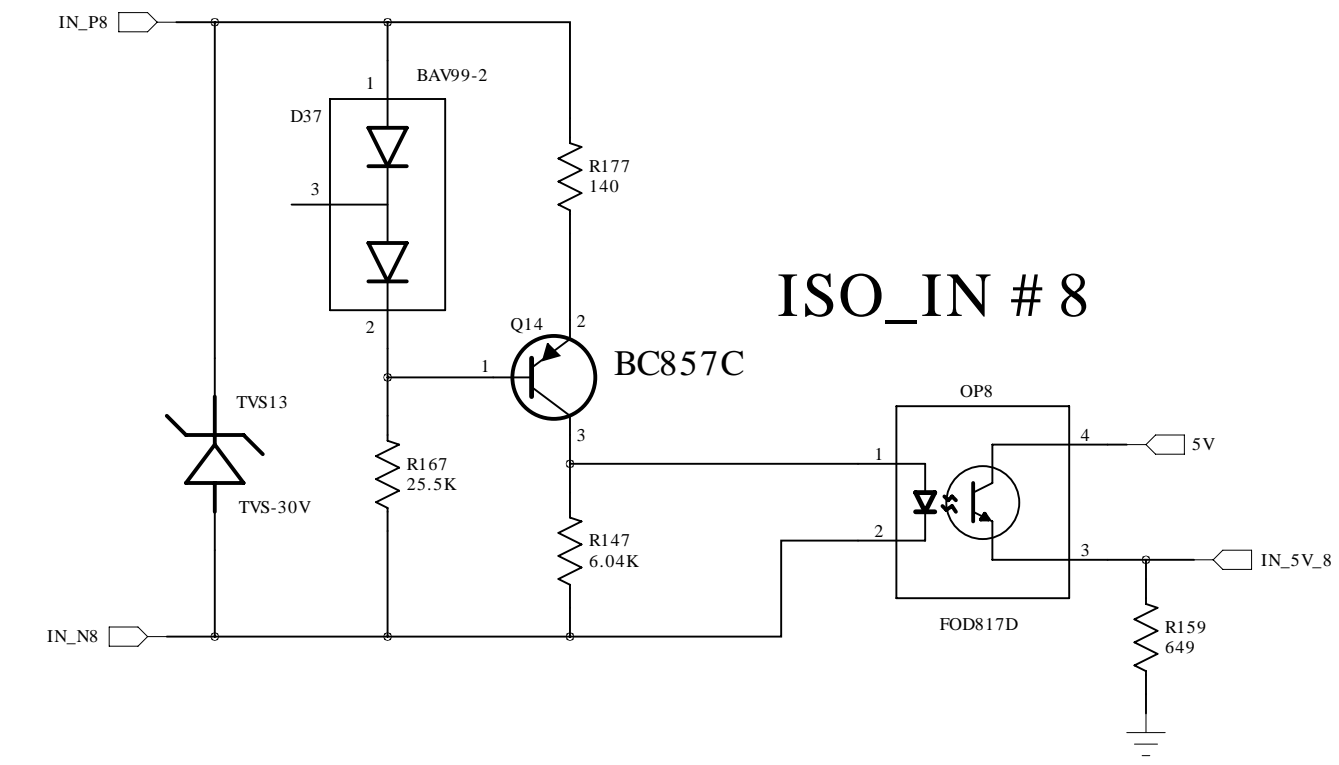 IN_P8
BAV99-2
1
D37
3
2
R177
140
ISO_IN # 8
Q14
2
1
BC857C
3
TVS13
TVS-30V
R167
25.5K
R147
6.04K
OP8
1
2
4
3
5V
IN_5V_8
FOD817D
R159
649
IN_N8